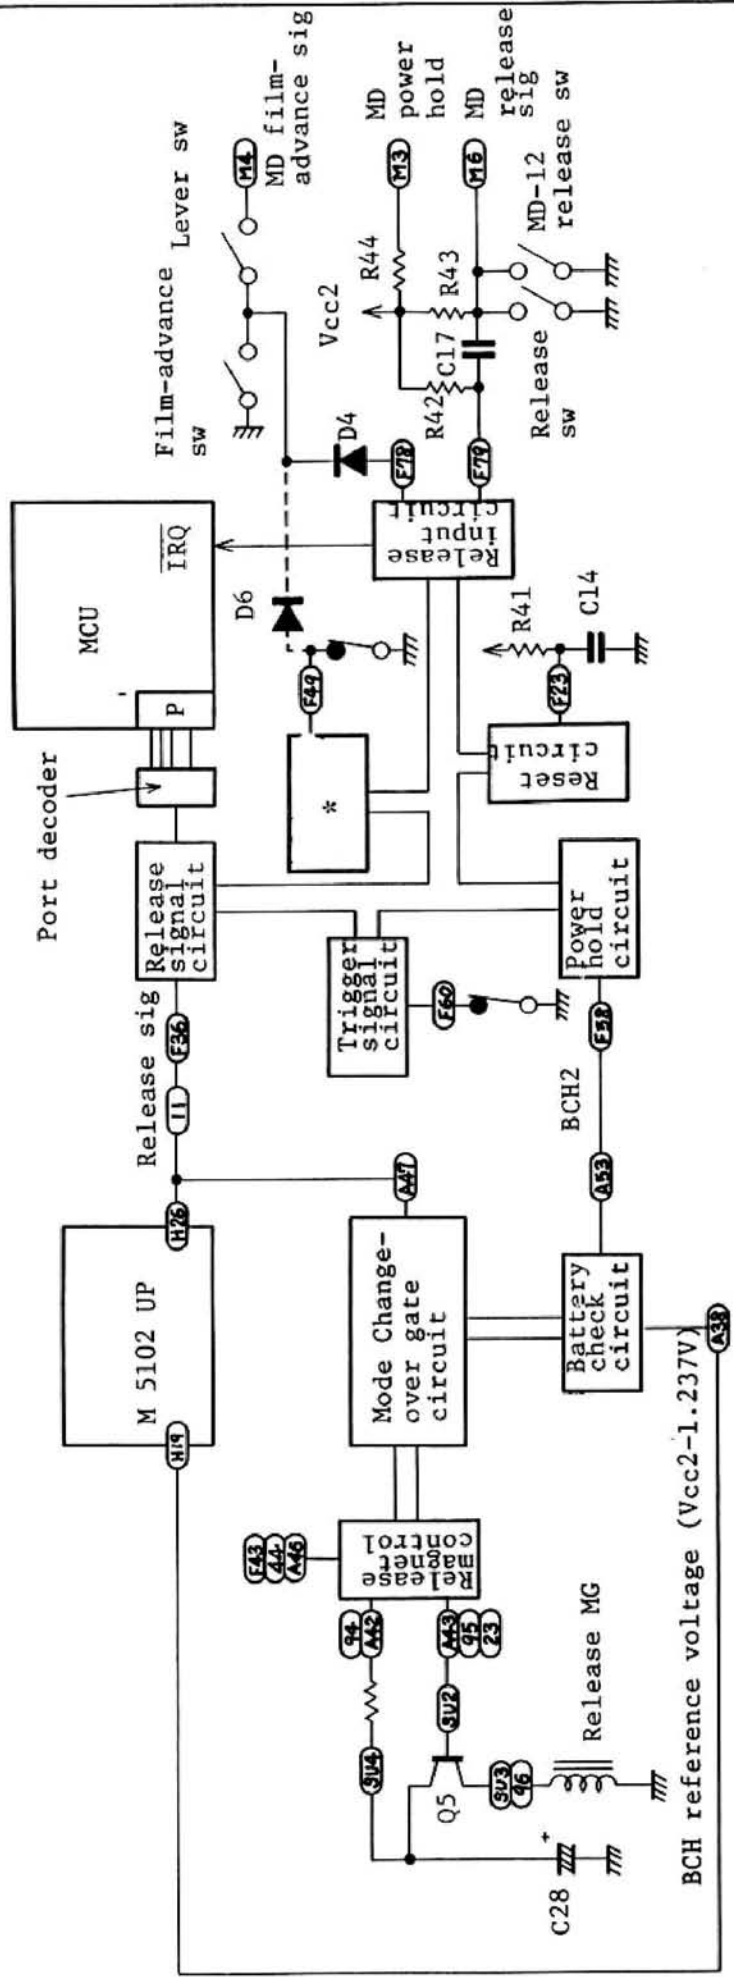 M 5102 UP
H19
H26
Release sig
11
F36
Release
signal
circuit
Port decoder
P
MCU
IRQ
Film-advance
sw
Lever sw
M4
MD film-
advance sig
D6
D4
F49
*
F78
Release
input
circuit
F79
Vcc2
R44
R42
C17
R43
M3
MD
power
hold
M6
MD
release
sig
Release
sw
MD-12
release sw
R41
C14
F23
Reset
circuit
Trigger
signal
circuit
F60
Power
hold
circuit
F58
BCH2
A53
Battery
check
circuit
A38
A47
Mode Change-
over gate
circuit
Release
magnet
control
F43
44
A46
94
A42
A43
95
23
SU4
SU2
Q5
SU3
96
Release MG
C28
+
BCH reference voltage (Vcc2-1.237V)